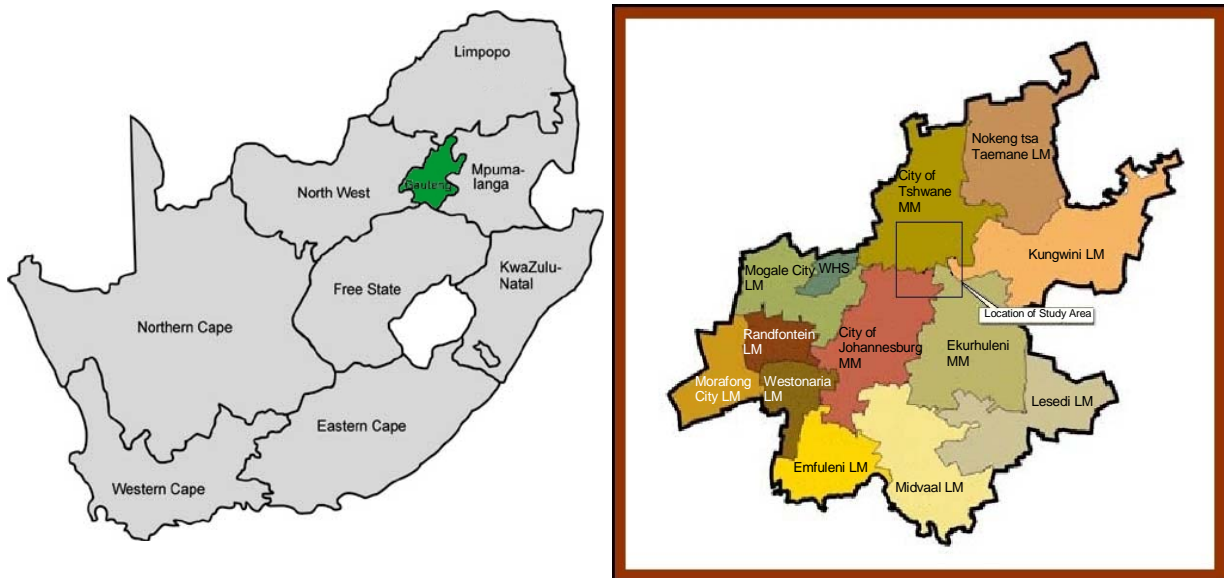 Limpopo
Gauteng
Mpuma-
langa
North West
KwaZulu-
Natal
Free State
Northern Cape
Eastern Cape
Western Cape
Nokeng tsa
Taemane LM
City of
Tshwane
MM
Kungwini LM
Mogale City
LM
WHS
Location of Study Area
Randfontein
LM
City of
Johannesburg
MM
Ekurhuleni
MM
Morafong
City LM
Westonaria
LM
Lesedi LM
Emfuleni LM
Midvaal LM